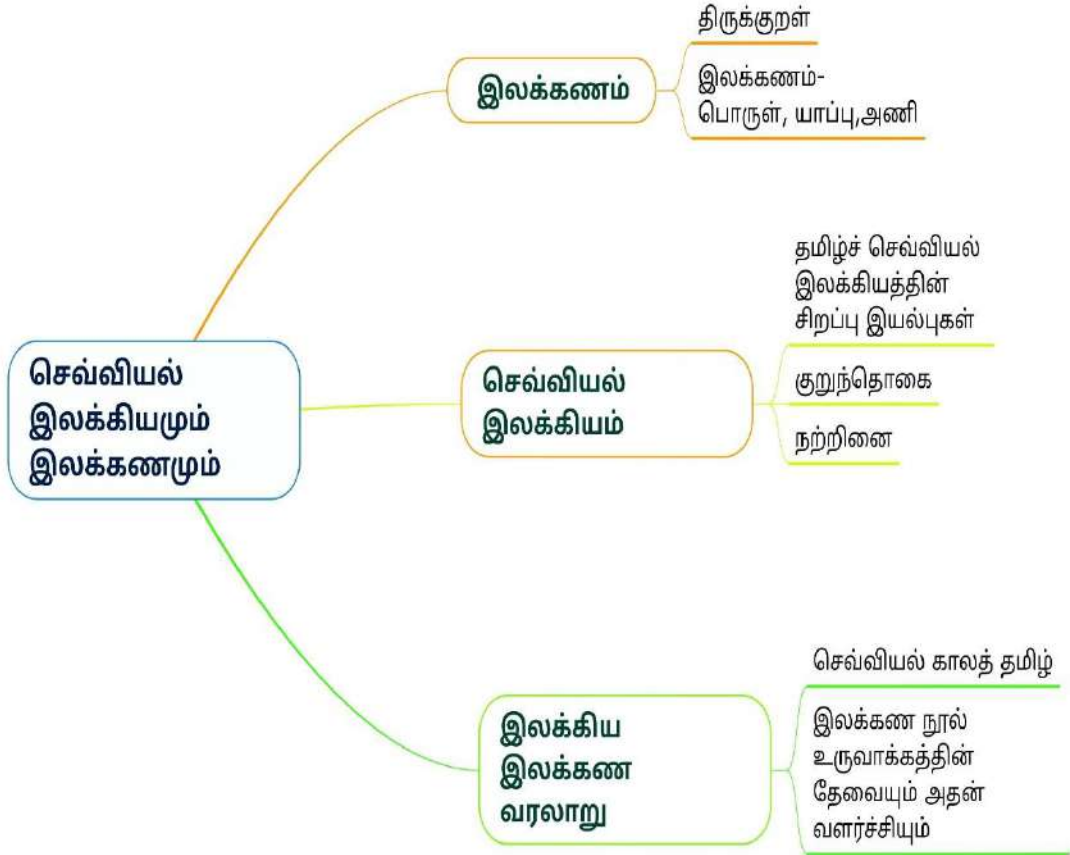 செவ்வியல்
இலக்கியமும்
இலக்கணமும்
இலக்கணம்
திருக்குறள்
இலக்கணம்-
பொருள், யாப்பு,அணி
செவ்வியல்
இலக்கியம்
தமிழ்ச் செவ்வியல்
இலக்கியத்தின்
சிறப்பு இயல்புகள்
குறுந்தொகை
நற்றினை
இலக்கிய
இலக்கண
வரலாறு
செவ்வியல் காலத் தமிழ்
இலக்கண நூல்
உருவாக்கத்தின்
தேவையும் அதன்
வளர்ச்சியும்